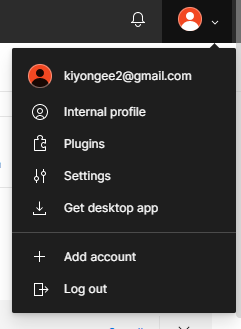 kiyongee2@gmail.com
Internal profile
Plugins
Settings
Get desktop app
Add account
Log out